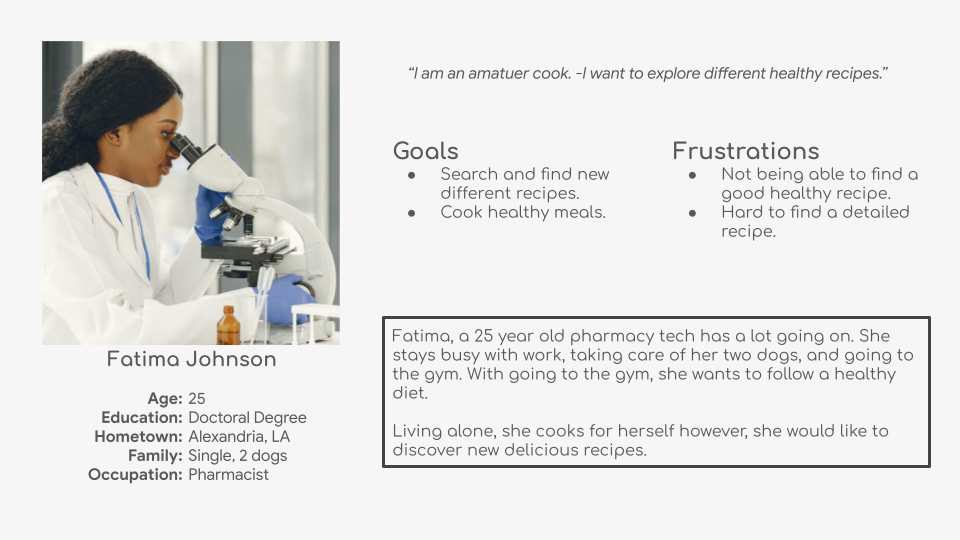 “I am an amatuer cook. -I want to explore different healthy recipes.”
Goals
● Search and find new
different recipes.
● Cook healthy meals.
Frustrations
● Not being able to find a
good healthy recipe.
● Hard to find a detailed
recipe.
Fatima Johnson
Age: 25
Education: Doctoral Degree
Hometown: Alexandria, LA
Family: Single, 2 dogs
Occupation: Pharmacist
Fatima, a 25 year old pharmacy tech has a lot going on. She
stays busy with work, taking care of her two dogs, and going to
the gym. With going to the gym, she wants to follow a healthy
diet.
Living alone, she cooks for herself however, she would like to
discover new delicious recipes.